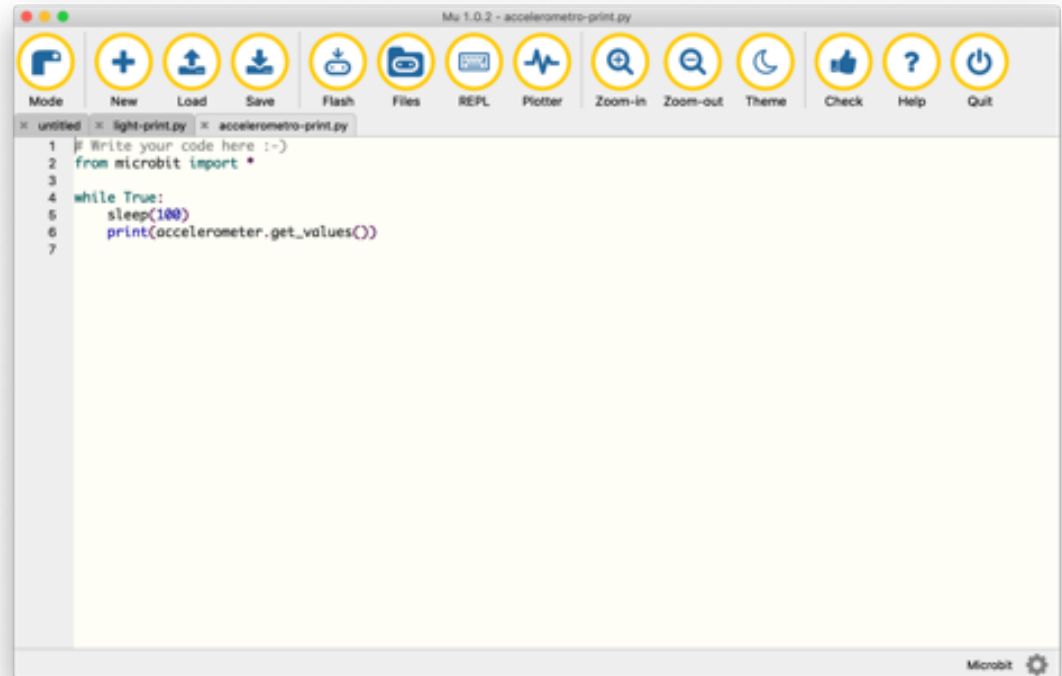 Mu 1.0.2 - accelerometro-print.py
Mode New Load Save Flash Files REPL Plotter Zoom-in Zoom-out Theme Check Help Quit
untitled light-print.py accelerometro-print.py
1 # Write your code here :-)
2 from microbit import *
3
4 while True:
5     sleep(100)
6     print(accelerometer.get_values())
7
Microbit